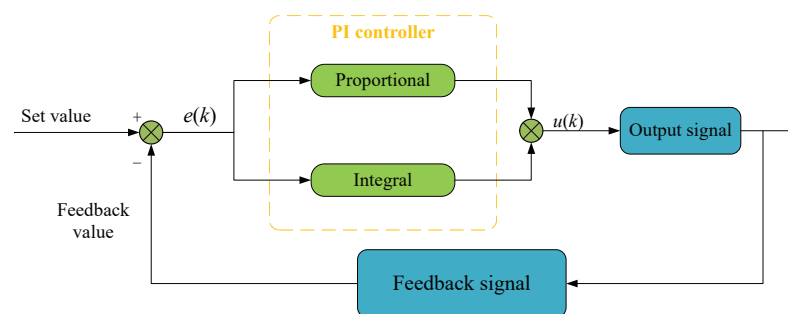 PI controller
Proportional
Set value
+
e(k)
u(k)
Output signal
−
Integral
Feedback
value
Feedback signal